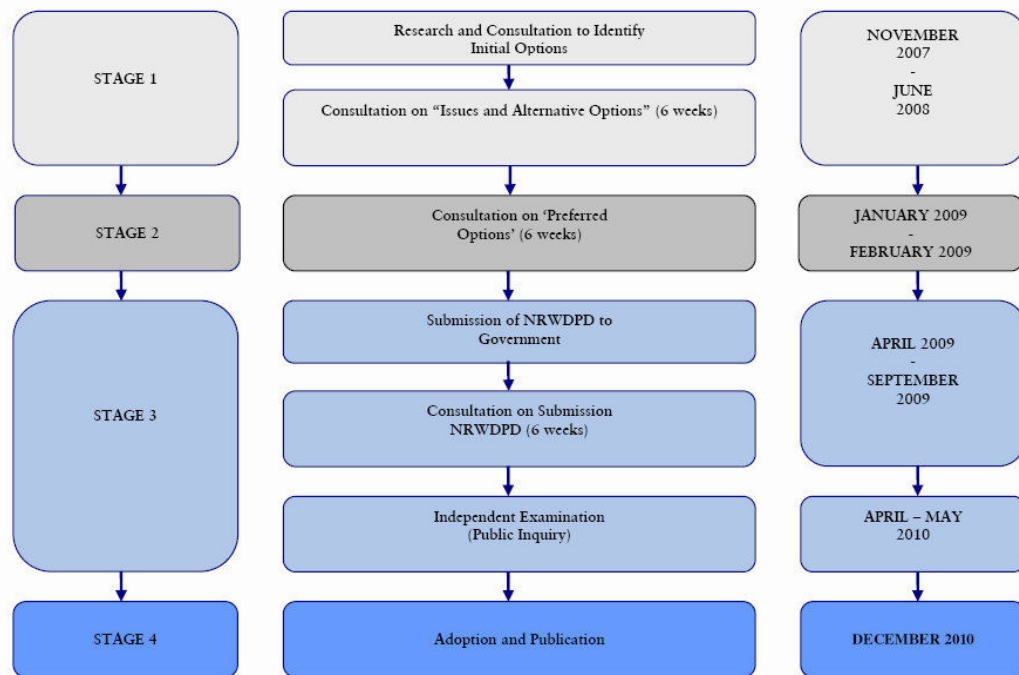 STAGE 1
Research and Consultation to Identify
Initial Options
Consultation on “Issues and Alternative Options” (6 weeks)
NOVEMBER
2007
-
JUNE
2008
STAGE 2
Consultation on ‘Preferred
Options’ (6 weeks)
JANUARY 2009
-
FEBRUARY 2009
STAGE 3
Submission of NRWDPD to
Government
Consultation on Submission
NRWDPD (6 weeks)
Independent Examination
(Public Inquiry)
APRIL 2009
-
SEPTEMBER
2009
APRIL – MAY
2010
STAGE 4
Adoption and Publication
DECEMBER 2010